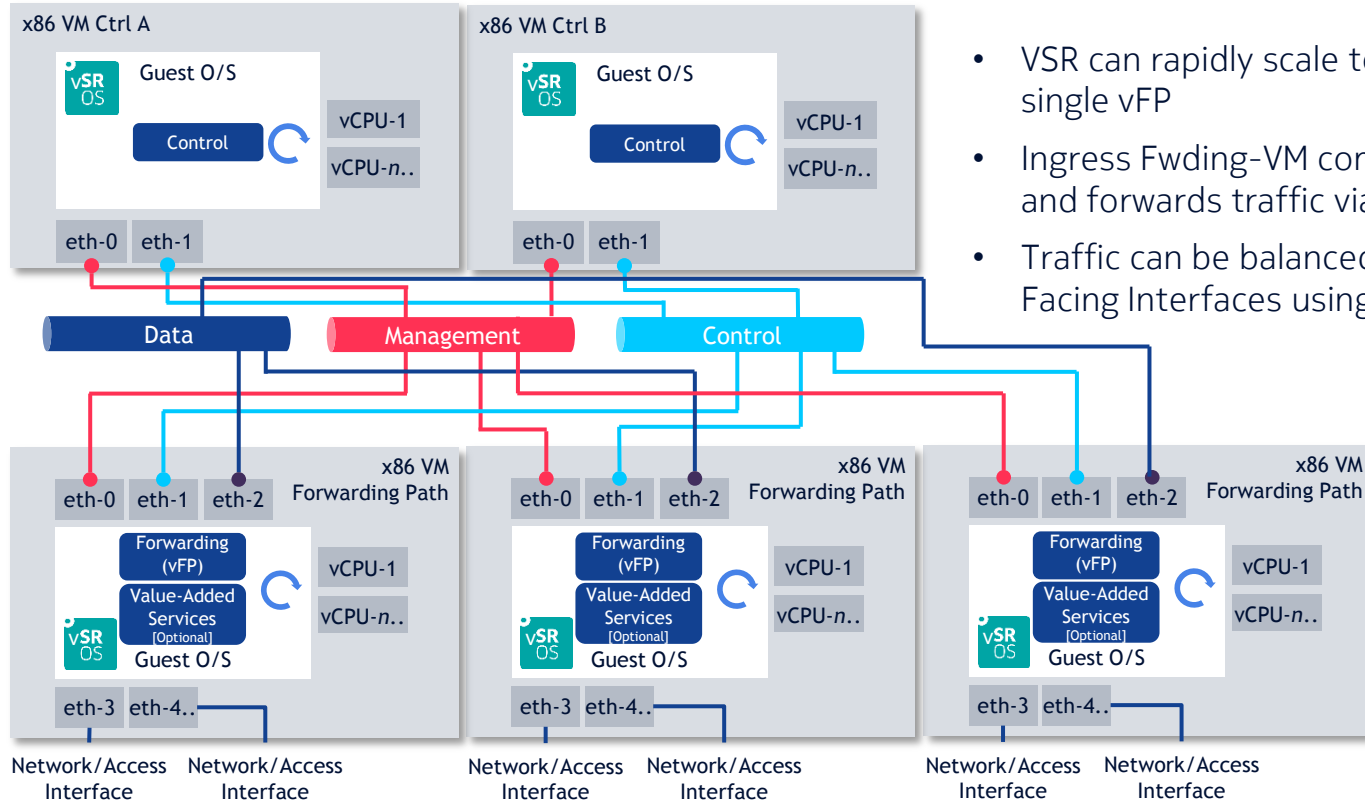 x86 VM Ctrl A
vSR
OS
Guest O/S
Control
vCPU-1
vCPU-n..
eth-0
eth-1
x86 VM Ctrl B
vSR
OS
Guest O/S
Control
vCPU-1
vCPU-n..
eth-0
eth-1
• VSR can rapidly scale
single vFP
• Ingress Fwding-VM
and forwards traffic
• Traffic can be balanced
Facing Interfaces using
Data
Management
Control
x86 VM
Forwarding Path
eth-0
eth-1
eth-2
Forwarding
(vFP)
Value-Added
Services
[Optional]
vSR
OS
Guest O/S
vCPU-1
vCPU-n..
eth-3
eth-4..
Network/Access
Interface
Network/Access
Interface
x86 VM
Forwarding Path
eth-0
eth-1
eth-2
Forwarding
(vFP)
Value-Added
Services
[Optional]
vSR
OS
Guest O/S
vCPU-1
vCPU-n..
eth-3
eth-4..
Network/Access
Interface
Network/Access
Interface
x86 VM
Forwarding Path
eth-0
eth-1
eth-2
Forwarding
(vFP)
Value-Added
Services
[Optional]
vSR
OS
Guest O/S
vCPU-1
vCPU-n..
eth-3
eth-4..
Network/Access
Interface
Network/Access
Interface